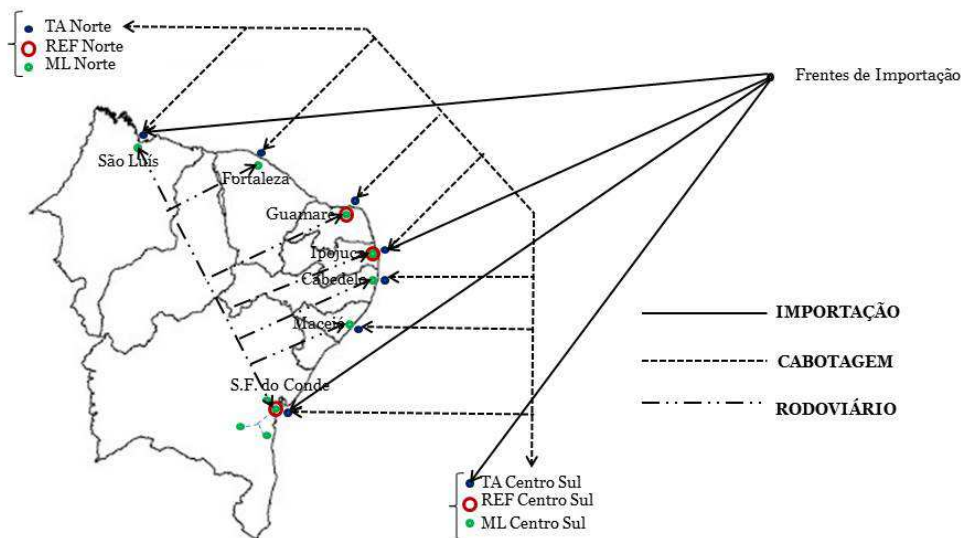 TA Norte
REF Norte
ML Norte
Frentes de Importação
São Luís
Fortaleza
Guamare
Ipojuca
Cabedelo
Maceió
S.F. do Conde
IMPORTAÇÃO
CABOTAGEM
RODOVIÁRIO
TA Centro Sul
REF Centro Sul
ML Centro Sul